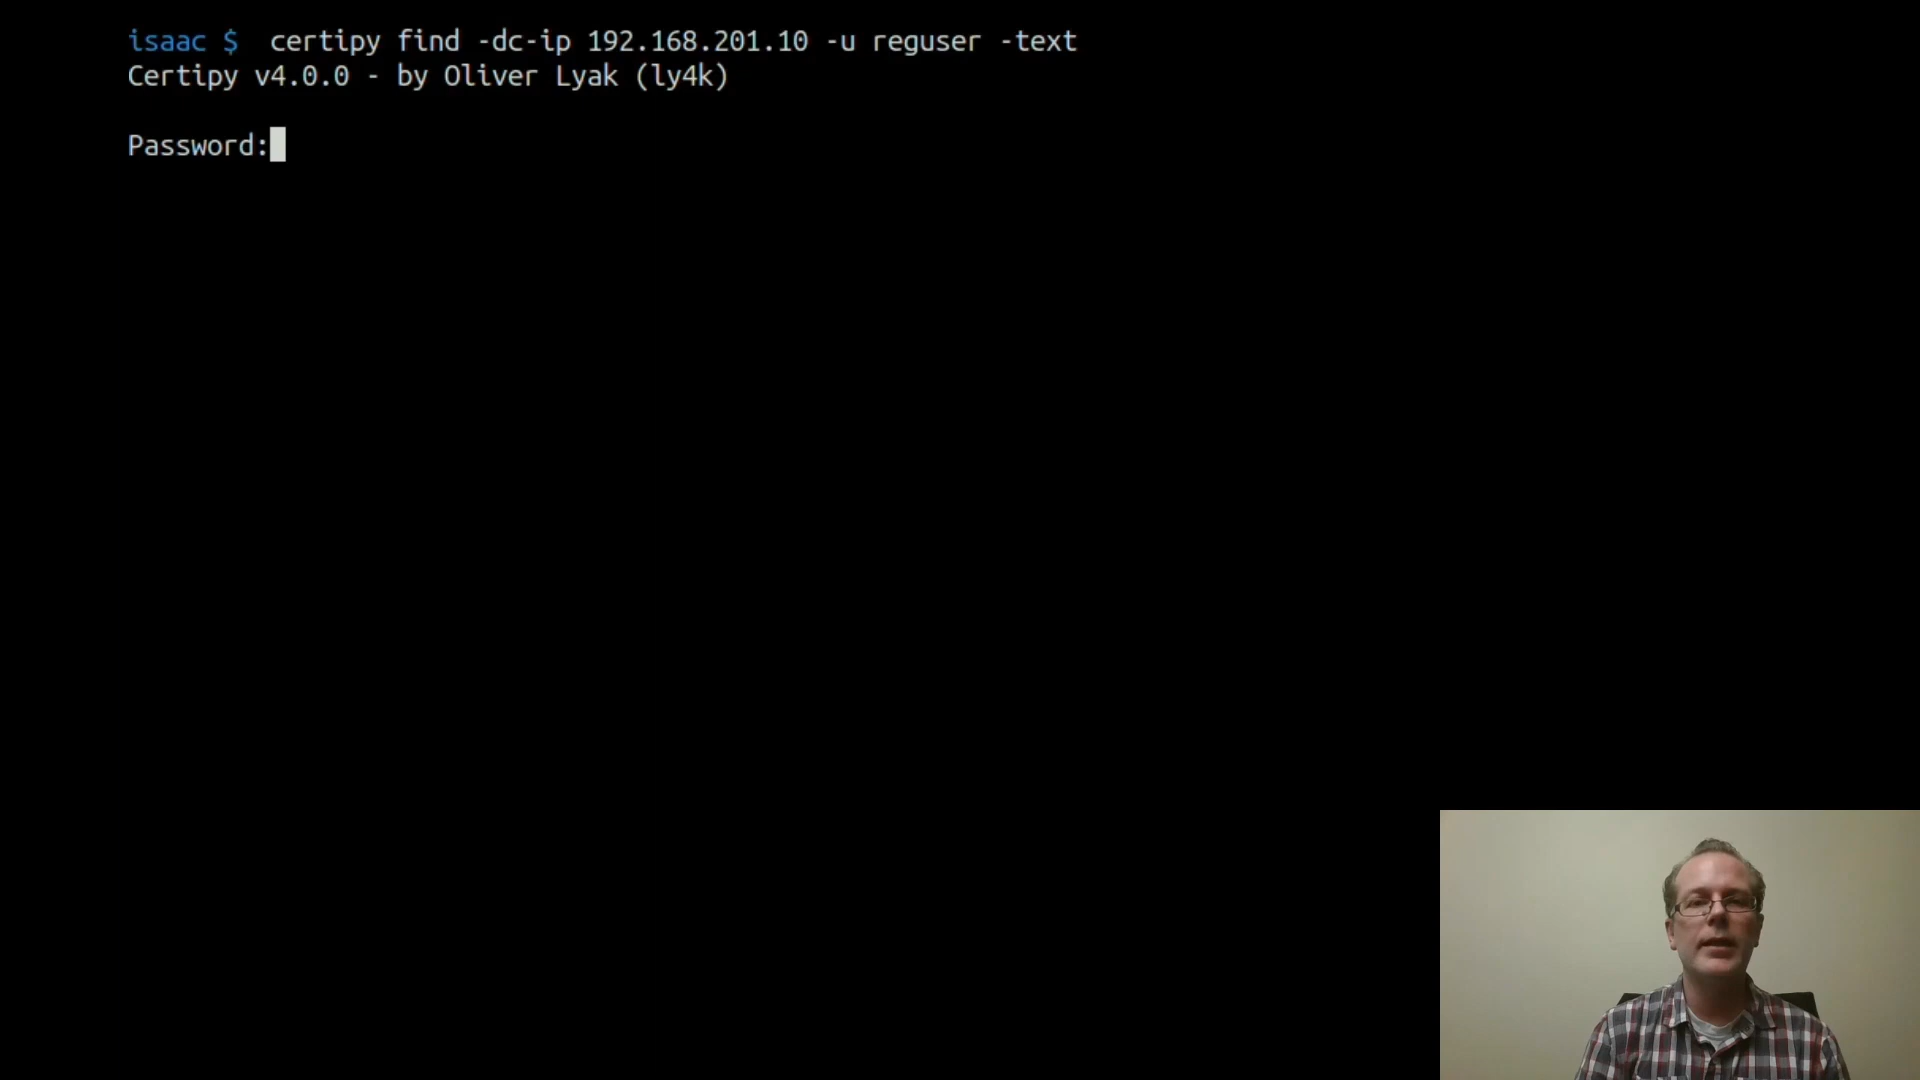 isaac $  certipy find -dc-ip 192.168.201.10 -u reguser -text
Certipy v4.0.0 - by Oliver Lyak (ly4k)
Password: